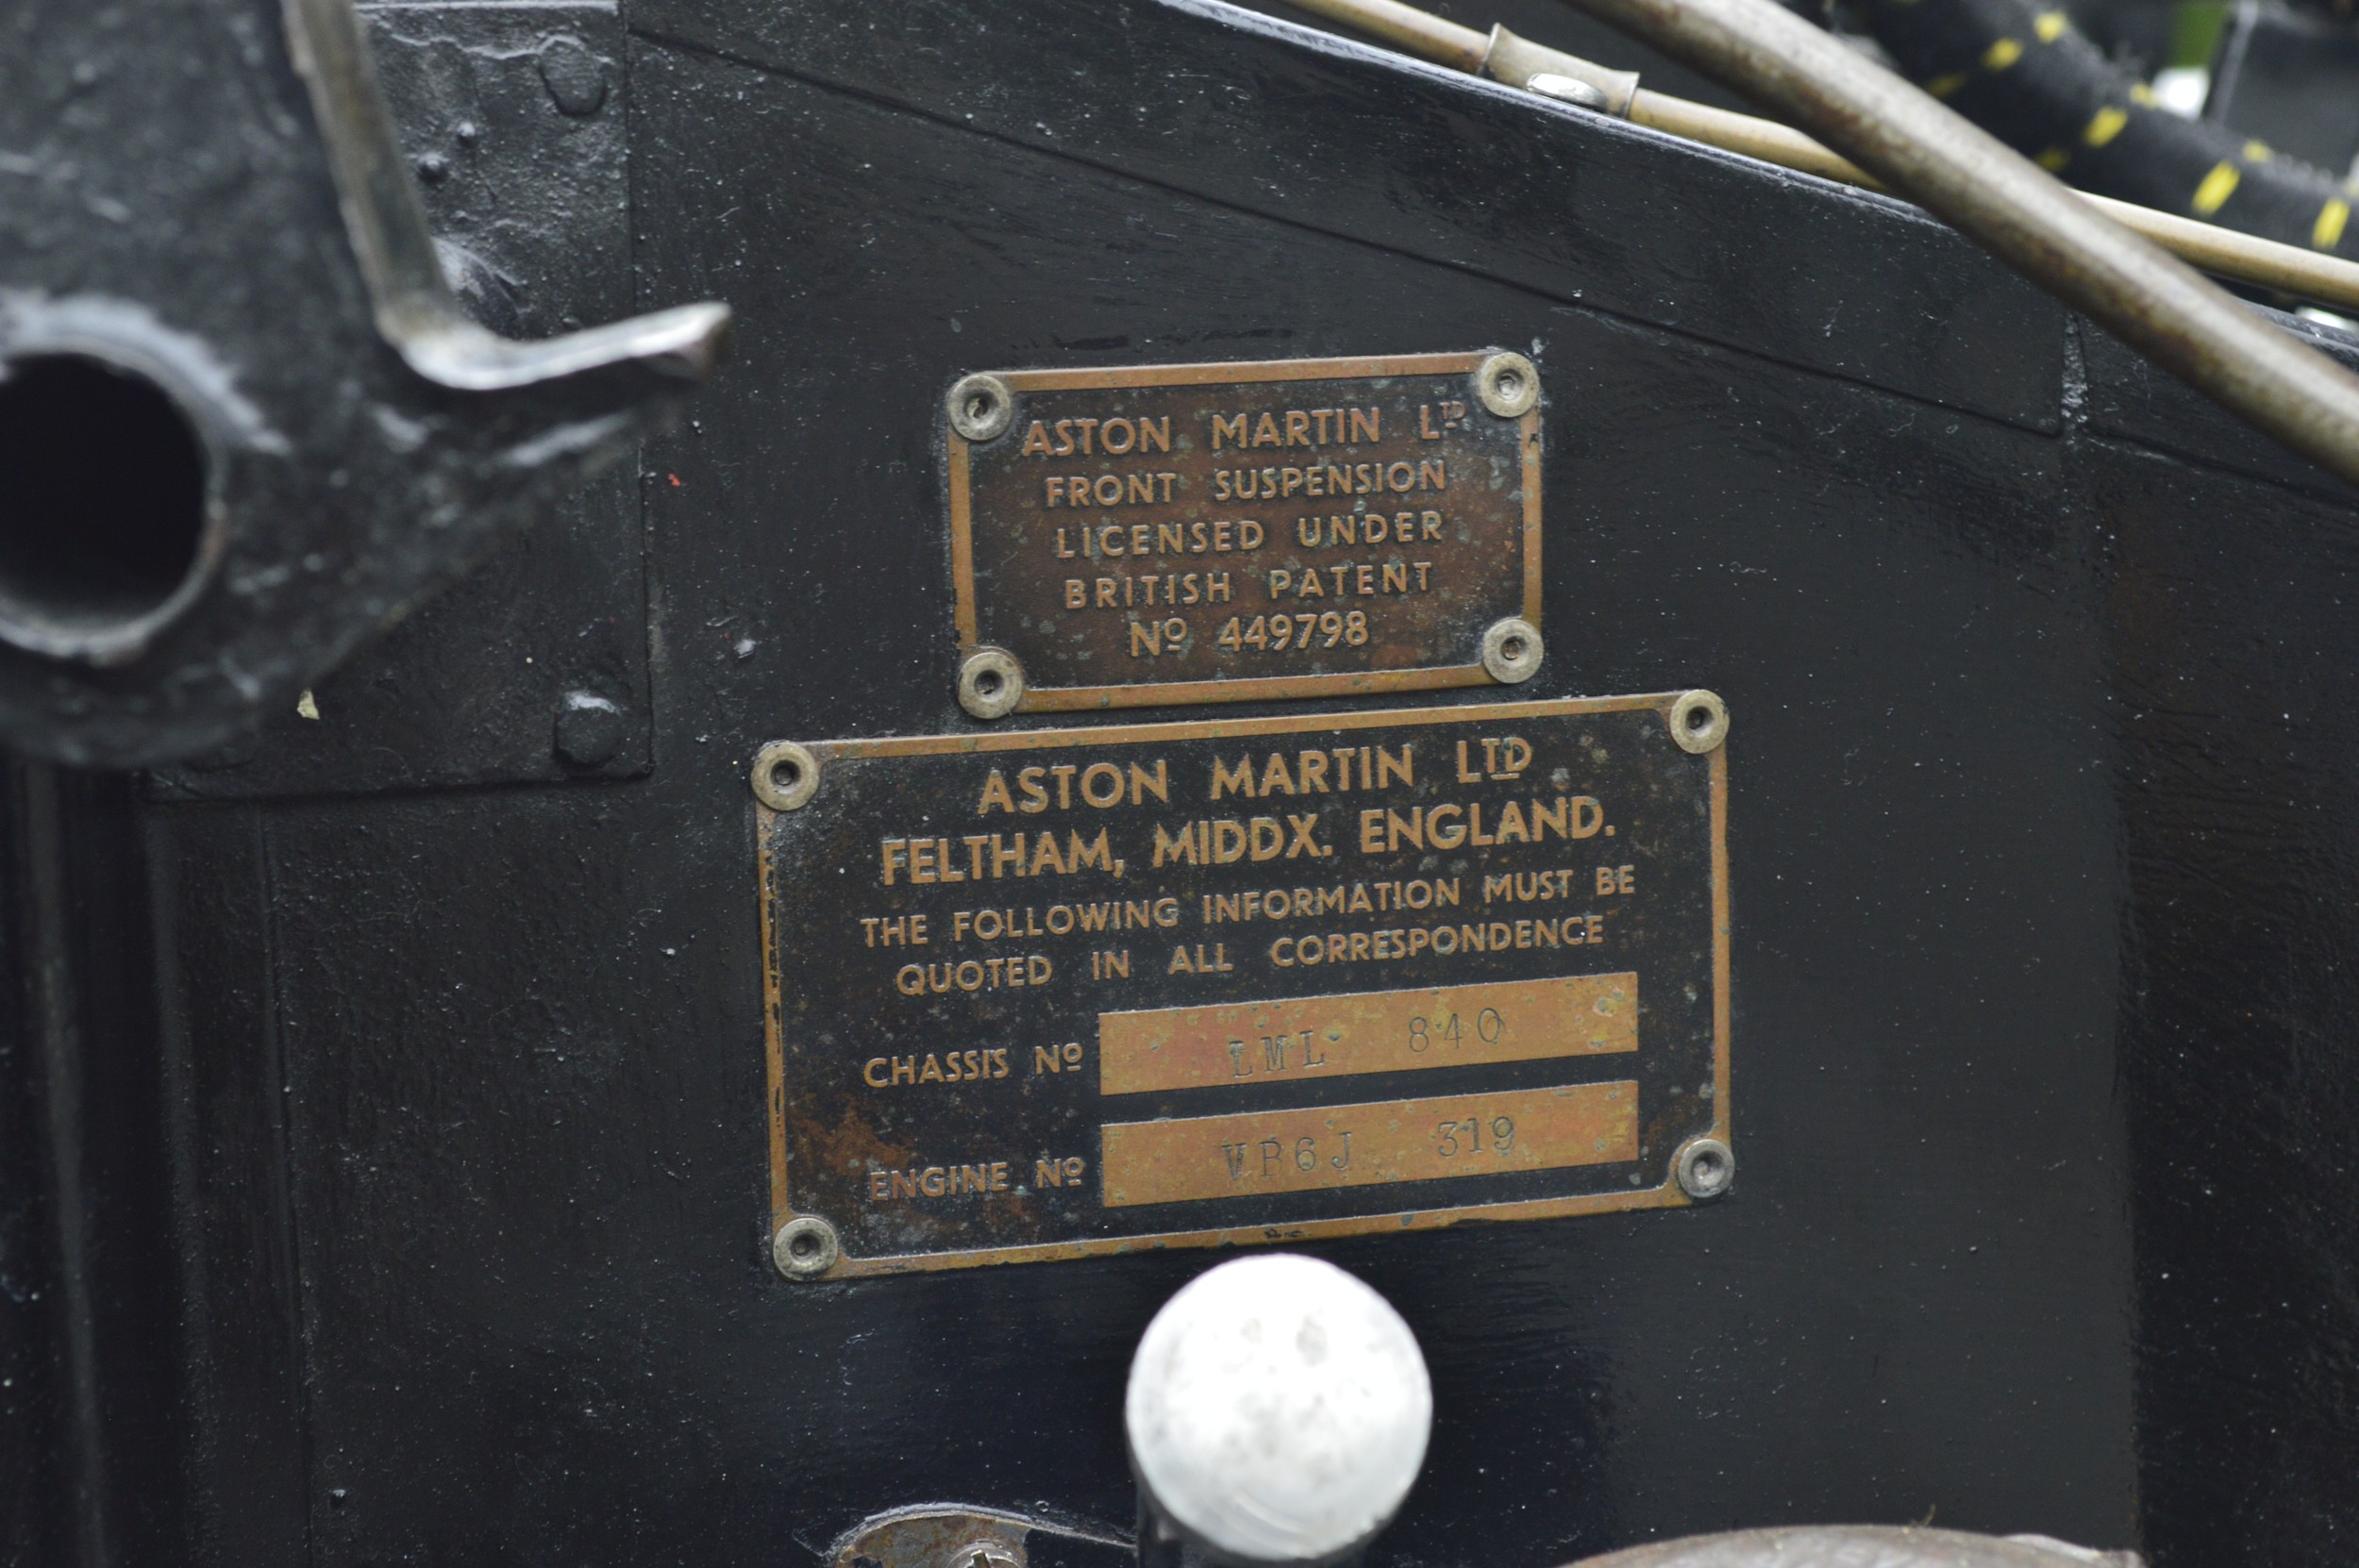 ASTON MARTIN LTD
FRONT SUSPENSION
LICENSED UNDER
BRITISH PATENT
Nº 449798
ASTON MARTIN LTD
FELTHAM, MIDDX. ENGLAND.
THE FOLLOWING INFORMATION MUST BE
QUOTED IN ALL CORRESPONDENCE
CHASSIS Nº LML 840
ENGINE Nº VB6J 319